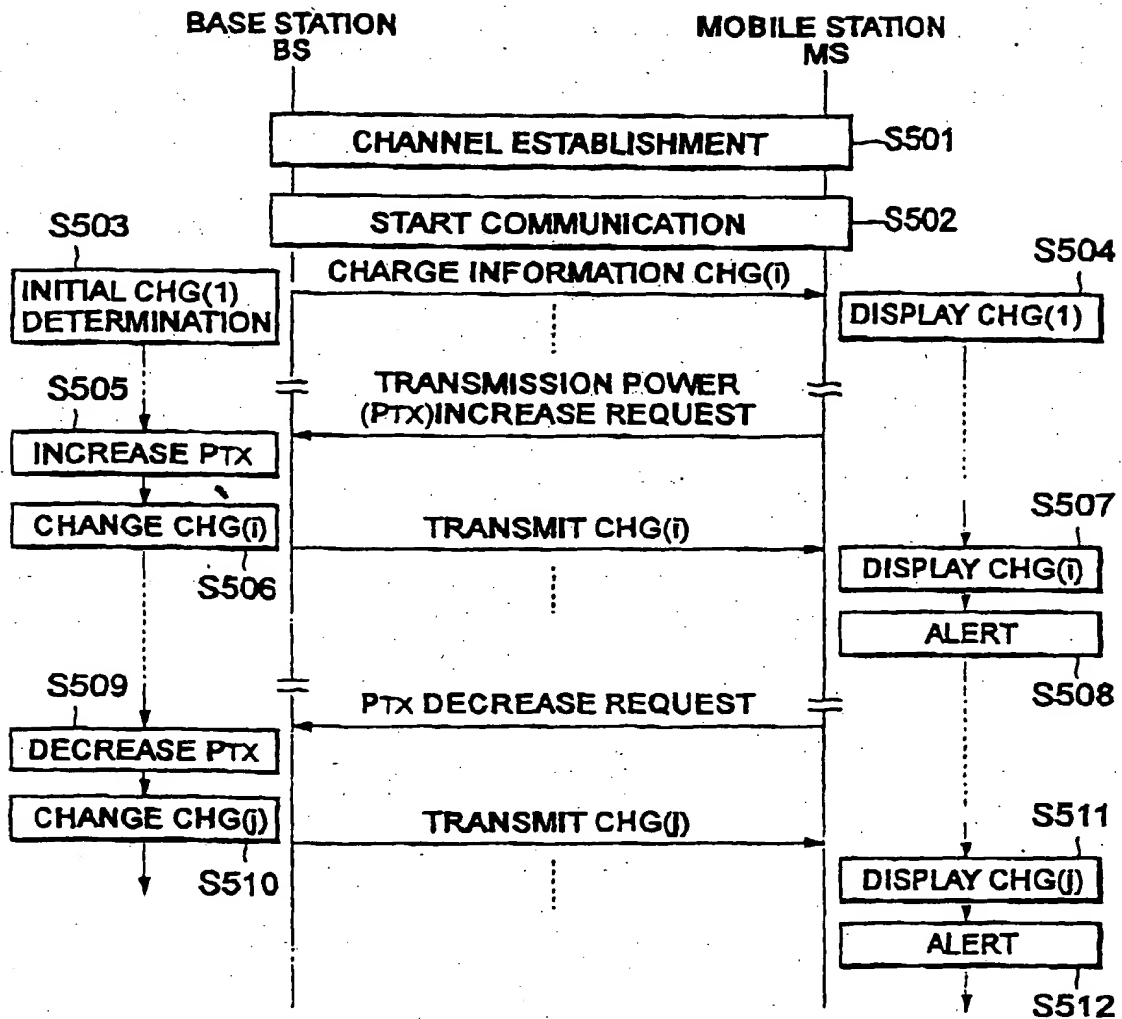 BASE STATION
BS
MOBILE STATION
MS
CHANNEL ESTABLISHMENT
S501
START COMMUNICATION
S502
S503
INITIAL CHG(1)
DETERMINATION
CHARGE INFORMATION CHG(i)
S504
DISPLAY CHG(1)
TRANSMISSION POWER
(PTX)INCREASE REQUEST
S505
INCREASE PTX
CHANGE CHG(i)
S506
TRANSMIT CHG(i)
S507
DISPLAY CHG(i)
ALERT
S508
PTX DECREASE REQUEST
S509
DECREASE PTX
CHANGE CHG(j)
S510
TRANSMIT CHG(j)
S511
DISPLAY CHG(j)
ALERT
S512